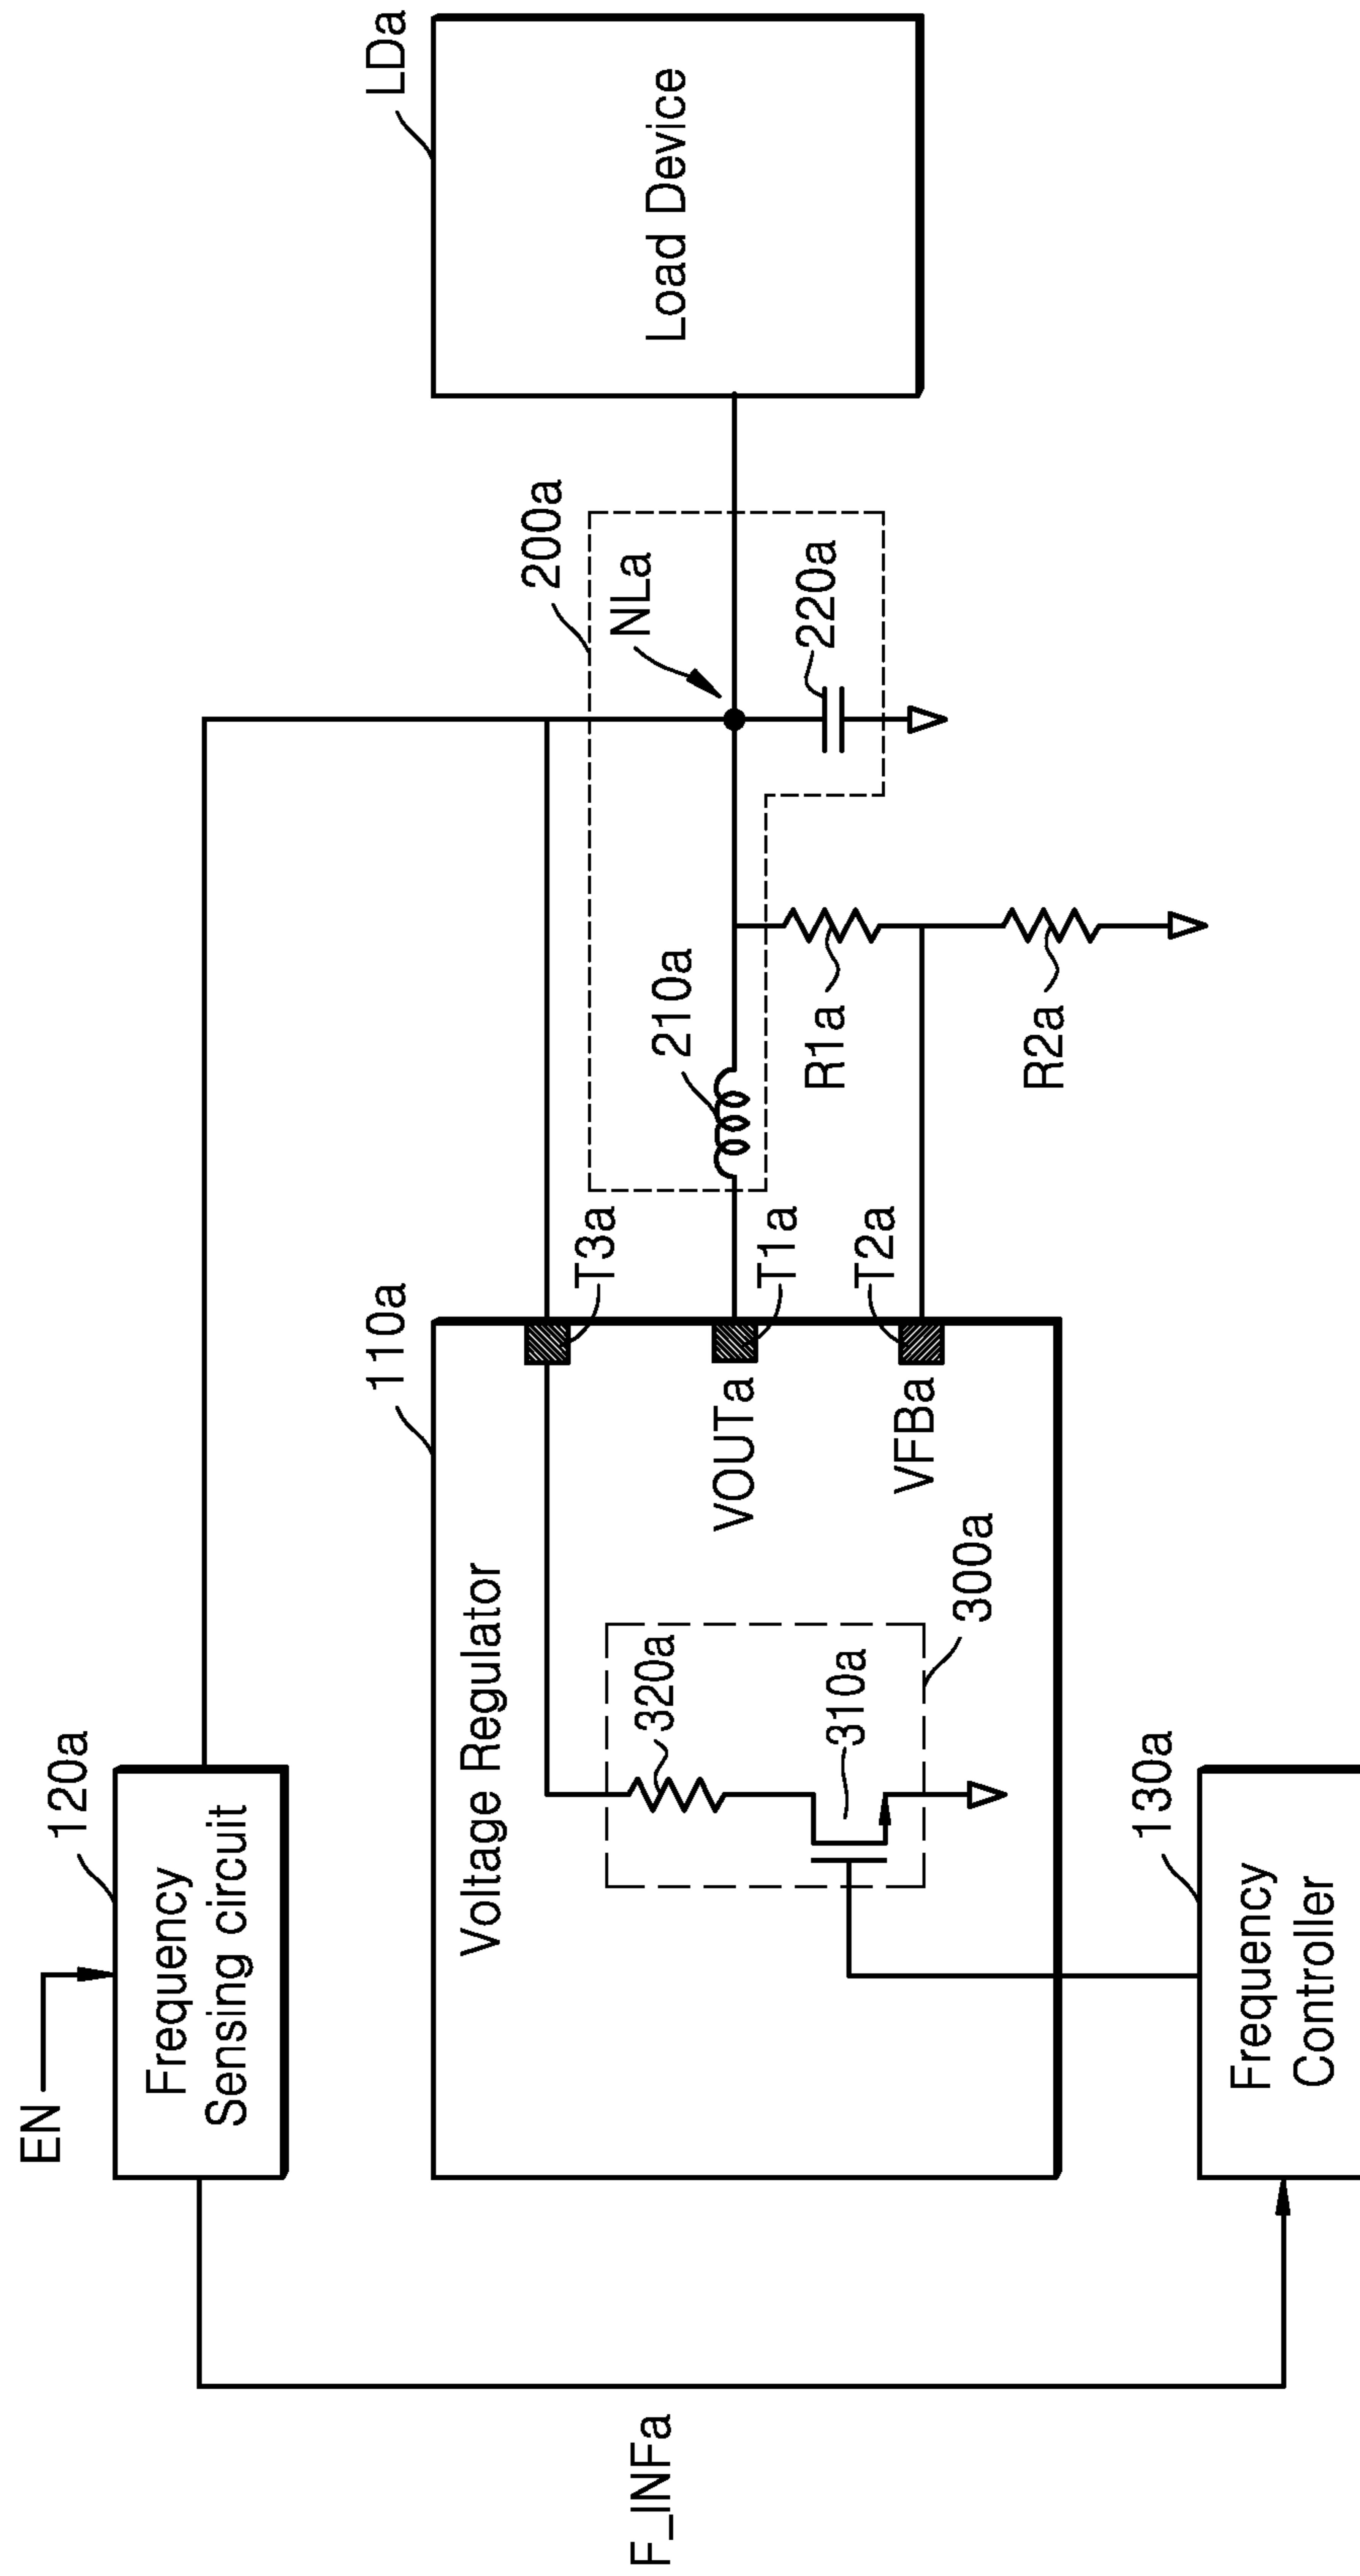 EN
120a
Frequency
Sensing circuit
F_INFa
110a
Voltage Regulator
320a
310a
300a
T3a
VOUTa
T1a
VFBa
T2a
200a
NLa
210a
220a
R1a
R2a
LDa
Load Device
130a
Frequency
Controller